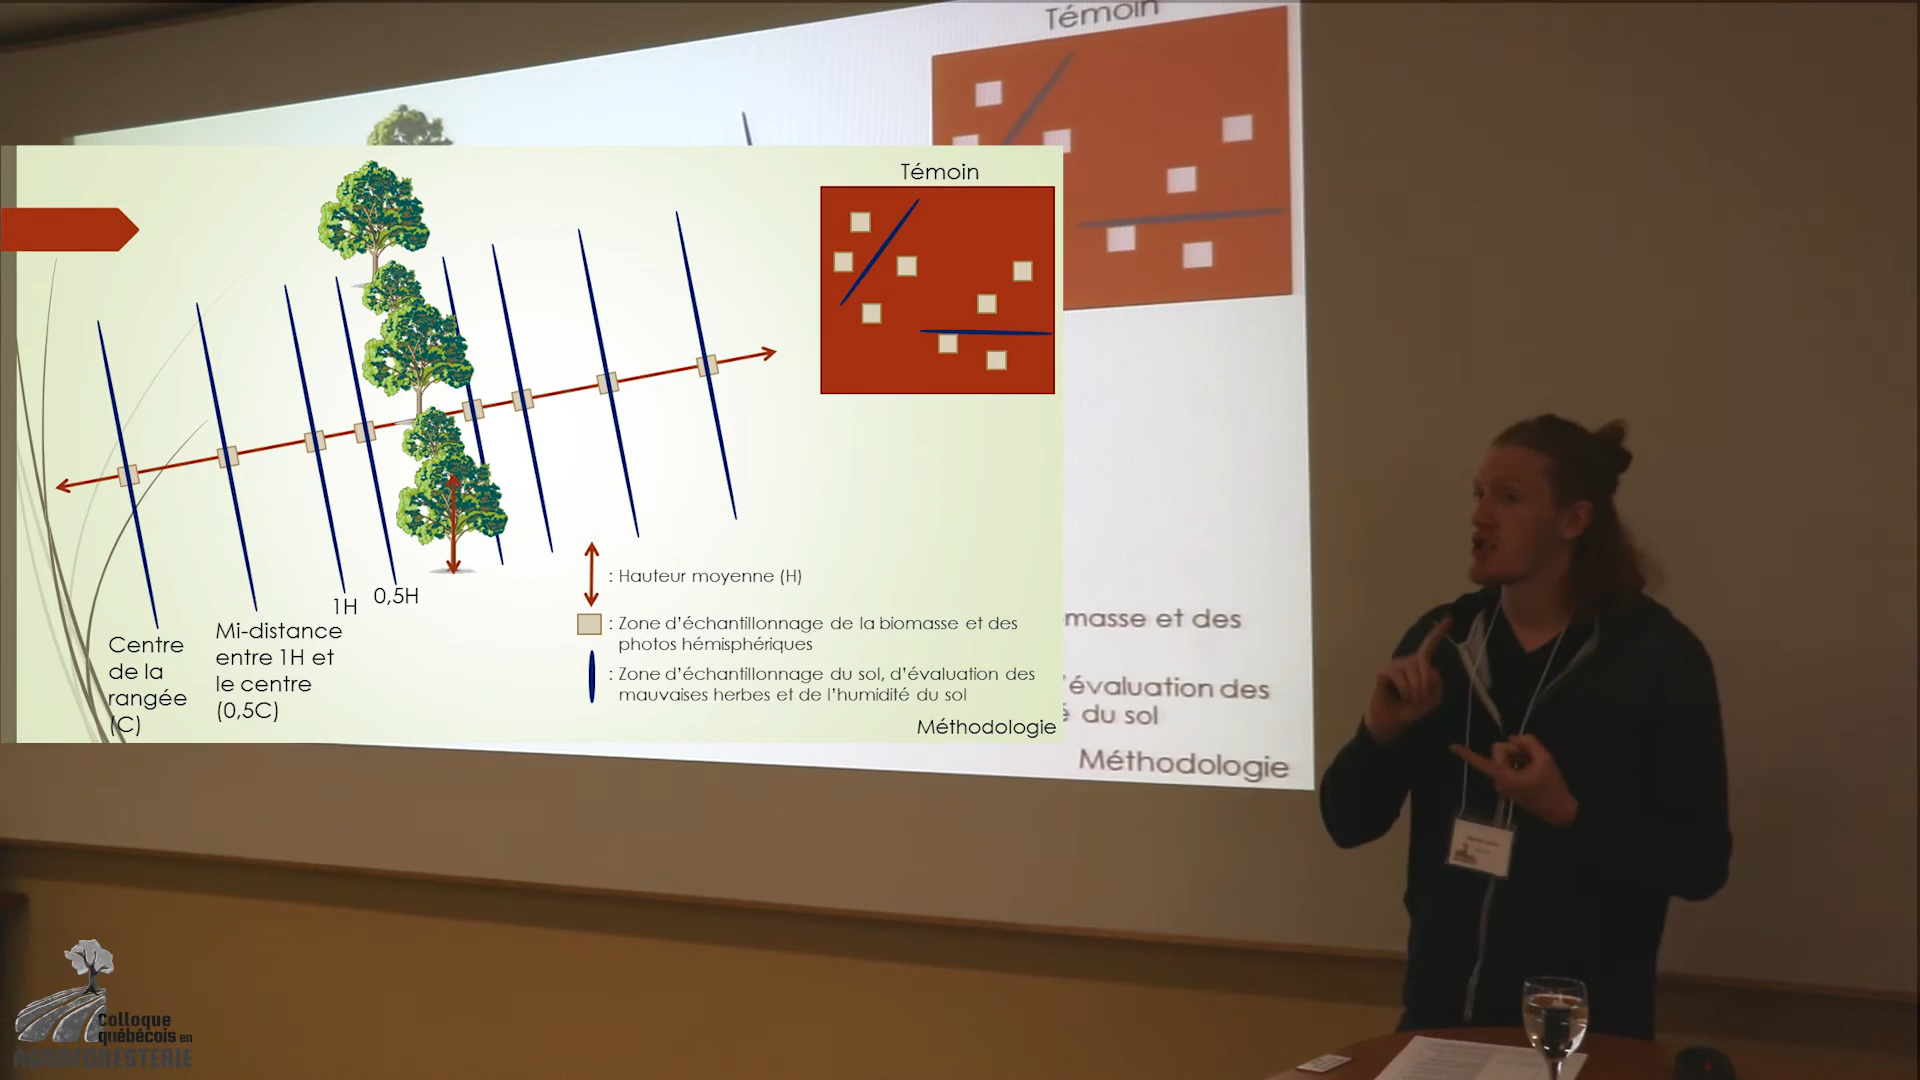 Témoin
Témoin
1H
0,5H
Centre
de la
rangée
(C)
Mi-distance
entre 1H et
le centre
(0,5C)
: Hauteur moyenne (H)
: Zone d'échantillonnage de la biomasse et des
photos hémisphériques
: Zone d'échantillonnage du sol, d'évaluation des
mauvaises herbes et de l'humidité du sol
Méthodologie
masse et des
'évaluation des
é du sol
Méthodologie
Colloque
québécois en
AGROFORESTERIE